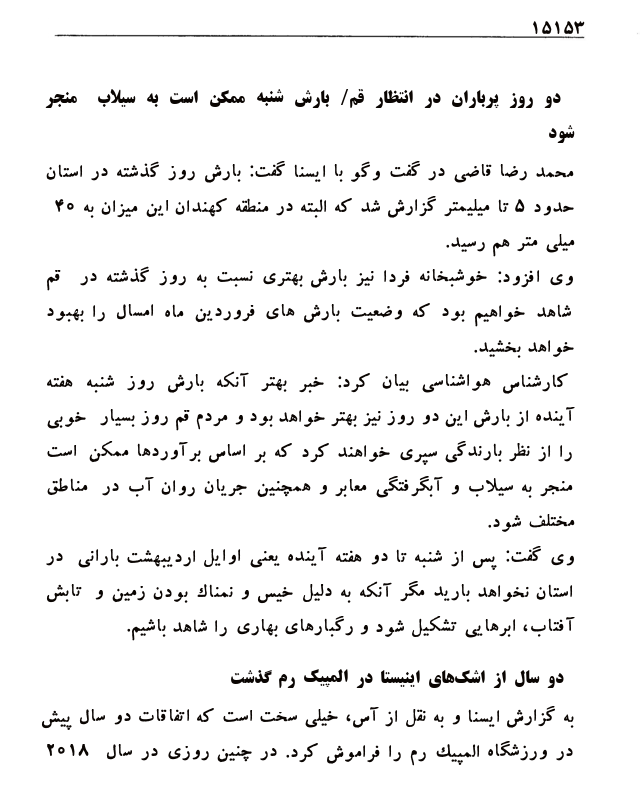 ۱۵۱۵۳
دو روز پرباران در انتظار قم/ بارش شنبه ممکن است به سیلاب منجر
شود
محمد رضا قاضی در گفت وگو با ایسنا گفت: بارش روز گذشته در استان
حدود ۵ تا میلیمتر گزارش شد که البته در منطقه کهندان این میزان به ۴۰
میلی متر هم رسید.
وی افزود: خوشبخانه فردا نیز بارش بهتری نسبت به روز گذشته در قم
شاهد خواهیم بود که وضعیت بارش های فروردین ماه امسال را بهبود
خواهد بخشید.
کارشناس هواشناسی بیان کرد: خبر بهتر آنکه بارش روز شنبه هفته
آینده از بارش این دو روز نیز بهتر خواهد بود و مردم قم روز بسیار خوبی
را از نظر بارندگی سپری خواهند کرد که بر اساس برآوردها ممکن است
منجر به سیلاب و آبگرفتگی معابر و همچنین جریان روان آب در مناطق
مختلف شود.
وی گفت: پس از شنبه تا دو هفته آینده یعنی اوایل اردیبهشت بارانی در
استان نخواهد بارید مگر آنکه به دلیل خیس و نمناك بودن زمین و تابش
آفتاب، ابرهایی تشکیل شود و رگبارهای بهاری را شاهد باشیم.
دو سال از اشک‌های اینیستا در المپیک رم گذشت
به گزارش ایسنا و به نقل از آس، خیلی سخت است که اتفاقات دو سال پیش
در ورزشگاه المپیك رم را فراموش کرد. در چنین روزی در سال ۲۰۱۸